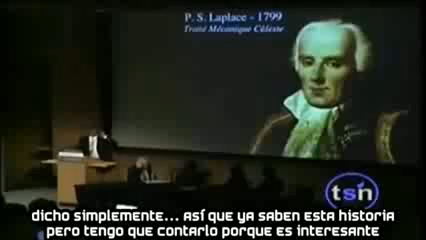 P. S. Laplace - 1799
Traité Mécanique Céleste
tsn
dicho simplemente... así que ya saben esta historia
pero tengo que contarlo porque es interesante